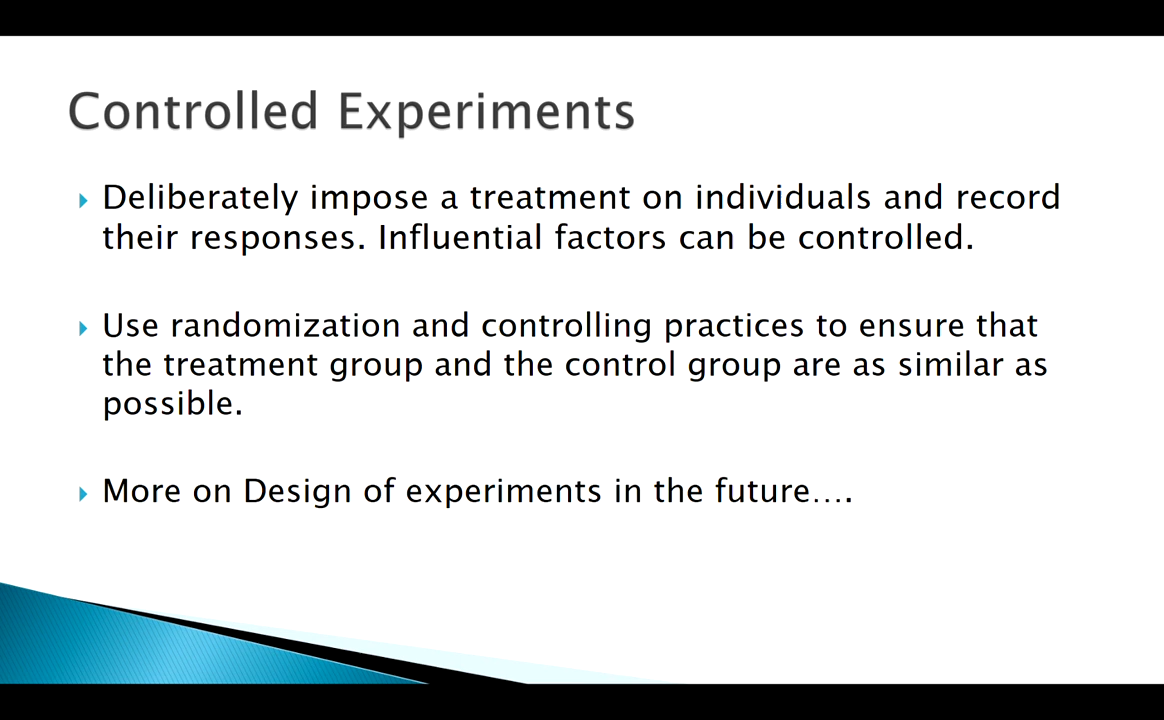 Controlled Experiments
Deliberately impose a treatment on individuals and record
their responses. Influential factors can be controlled.
Use randomization and controlling practices to ensure that
the treatment group and the control group are as similar as
possible.
More on Design of experiments in the future….